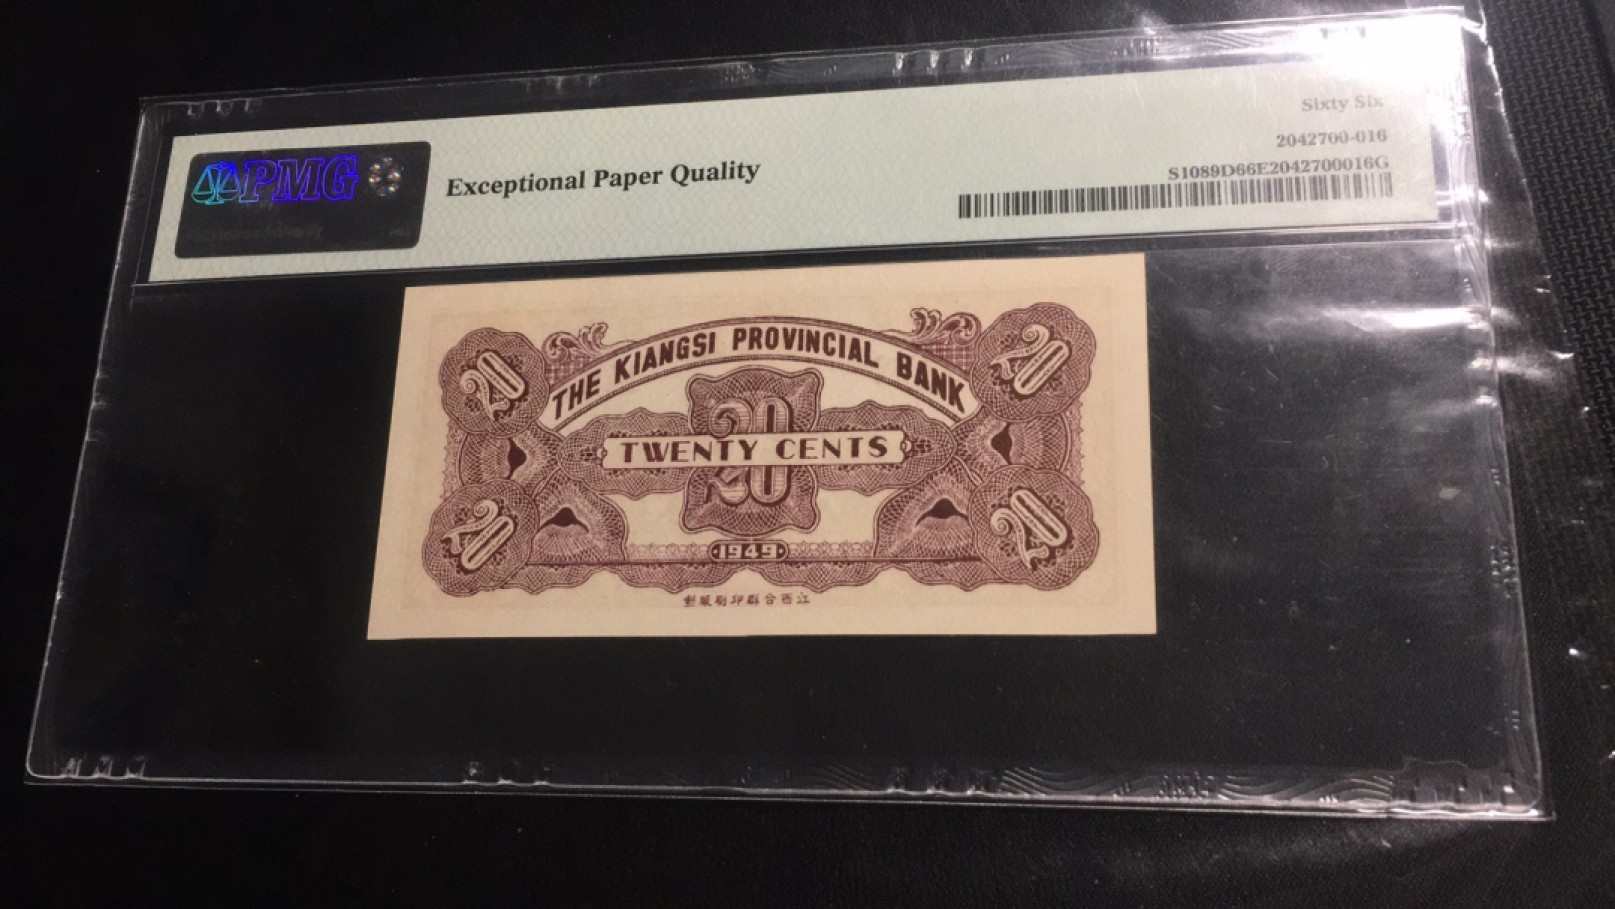 Sixty Six
2042700-016
S1089D66E2042700016G
PMG
Exceptional Paper Quality
THE KIANGSI PROVINCIAL BANK
20
20
20
TWENTY CENTS
20
20
20
1949
製廠刷印群合西江